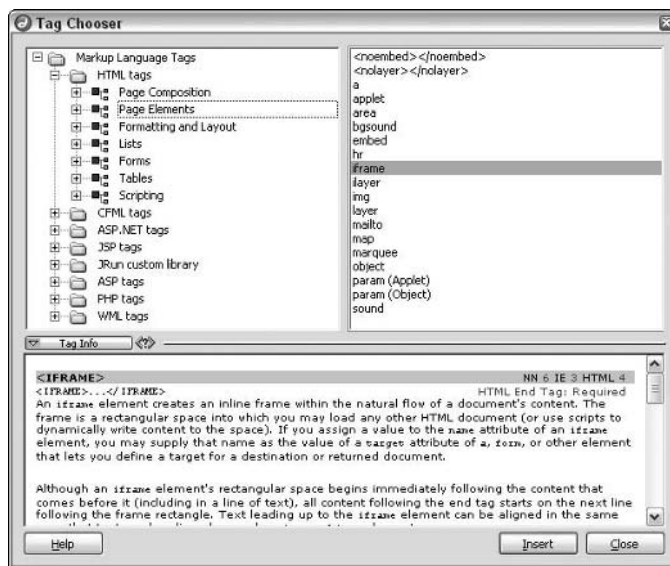 Tag Chooser
Markup Language Tags
HTML tags
Page Composition
Page Elements
Formatting and Layout
Lists
Forms
Tables
Scripting
CFML tags
ASP.NET tags
JSP tags
JRun custom library
ASP tags
PHP tags
WML tags
<noembed></noembed>
<nolayer></nolayer>
a
applet
area
bgsound
embed
hr
iframe
ilayer
img
layer
mailto
map
marquee
object
param (Applet)
param (Object)
sound
Tag Info <?>
<IFRAME> NN 6 IE 3 HTML 4
<IFRAME>...</IFRAME> HTML End Tag: Required
An iframe element creates an inline frame within the natural flow of a document's content. The
frame is a rectangular space into which you may load any other HTML document (or use scripts to
dynamically write content to the space). If you assign a value to the name attribute of an iframe
element, you may supply that name as the value of a target attribute of a, form, or other element
that lets you define a target for a destination or returned document.
Although an iframe element's rectangular space begins immediately following the content that
comes before it (including in a line of text), all content following the end tag starts on the next line
following the frame rectangle. Text leading up to the iframe element can be aligned in the same
Help Insert Close